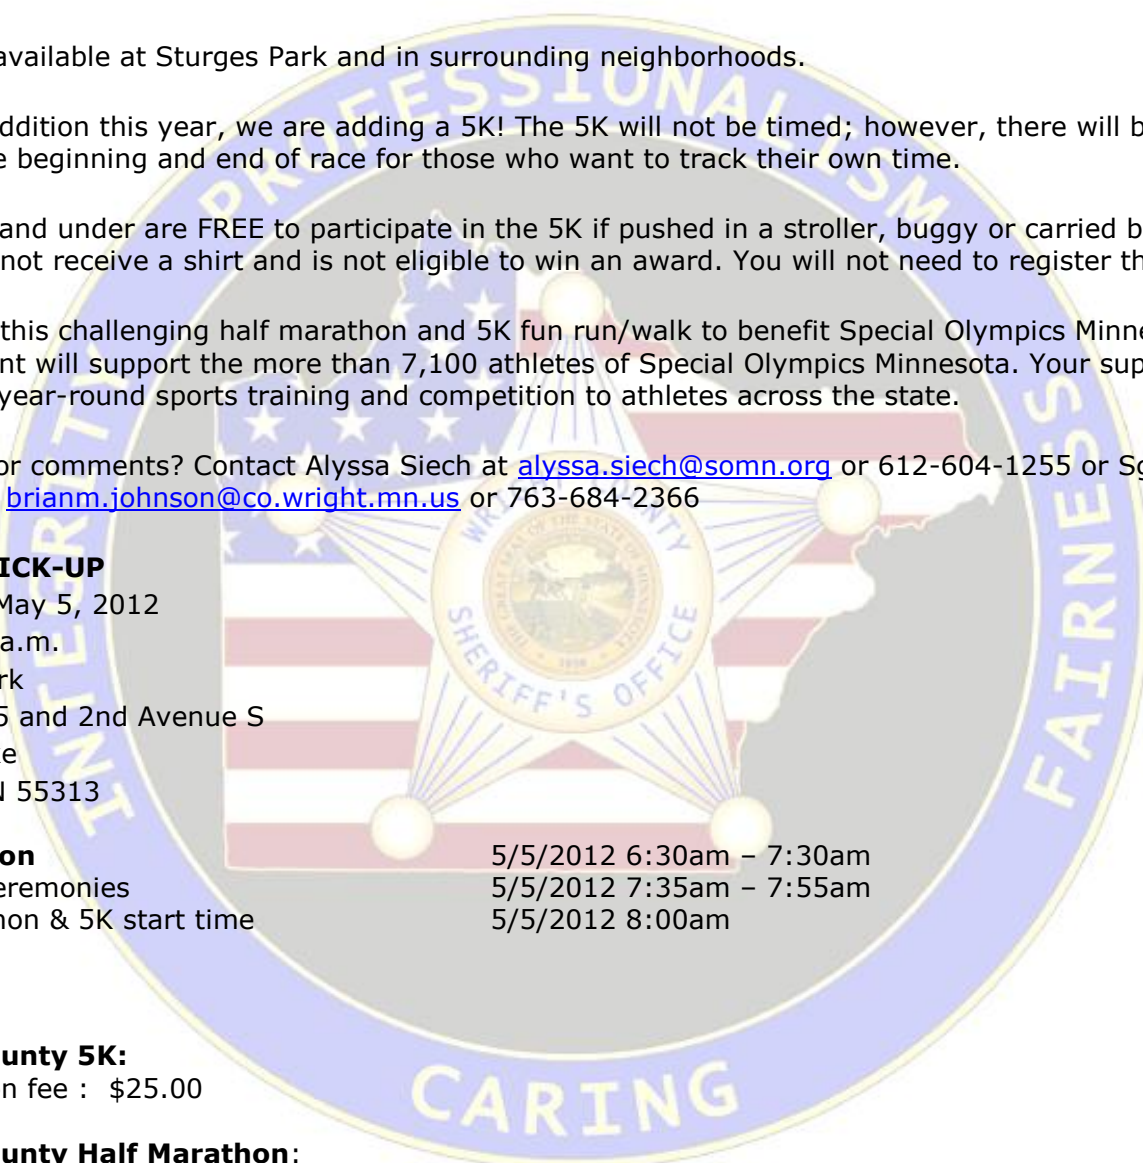 available at Sturges Park and in surrounding neighborhoods.
ddition this year, we are adding a 5K! The 5K will not be timed; however, there will b
e beginning and end of race for those who want to track their own time.
and under are FREE to participate in the 5K if pushed in a stroller, buggy or carried b
not receive a shirt and is not eligible to win an award. You will not need to register th
this challenging half marathon and 5K fun run/walk to benefit Special Olympics Minne
nt will support the more than 7,100 athletes of Special Olympics Minnesota. Your sup
year-round sports training and competition to athletes across the state.
or comments? Contact Alyssa Siech at alyssa.siech@somn.org or 612-604-1255 or Sg
brianm.johnson@co.wright.mn.us or 763-684-2366
ICK-UP
May 5, 2012
a.m.
rk
5 and 2nd Avenue S
ke
N 55313
on 5/5/2012 6:30am – 7:30am
eremonies 5/5/2012 7:35am – 7:55am
hon & 5K start time 5/5/2012 8:00am
unty 5K:
n fee : $25.00
unty Half Marathon:
PROFESSIONALISM
INTEGRITY
FAIRNESS
CARING
SHERIFF'S OFFICE